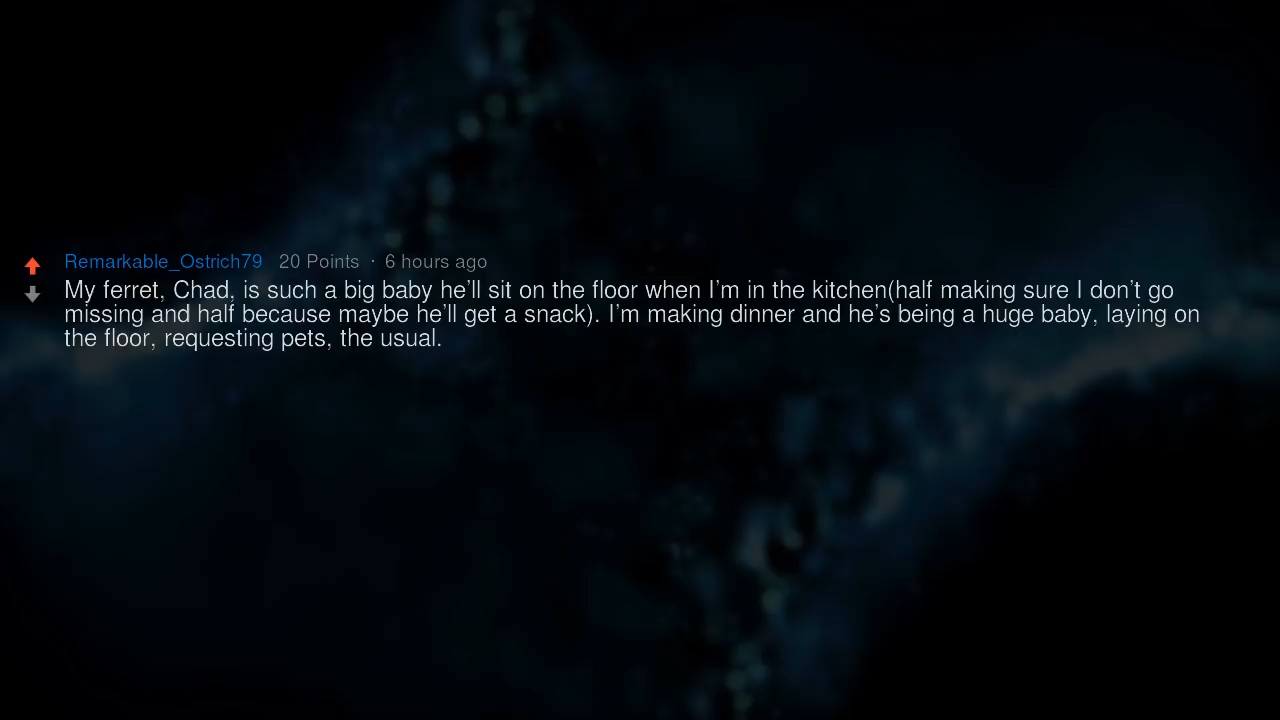 Remarkable_Ostrich79 20 Points · 6 hours ago
My ferret, Chad, is such a big baby he’ll sit on the floor when I’m in the kitchen(half making sure I don’t go
missing and half because maybe he’ll get a snack). I’m making dinner and he’s being a huge baby, laying on
the floor, requesting pets, the usual.